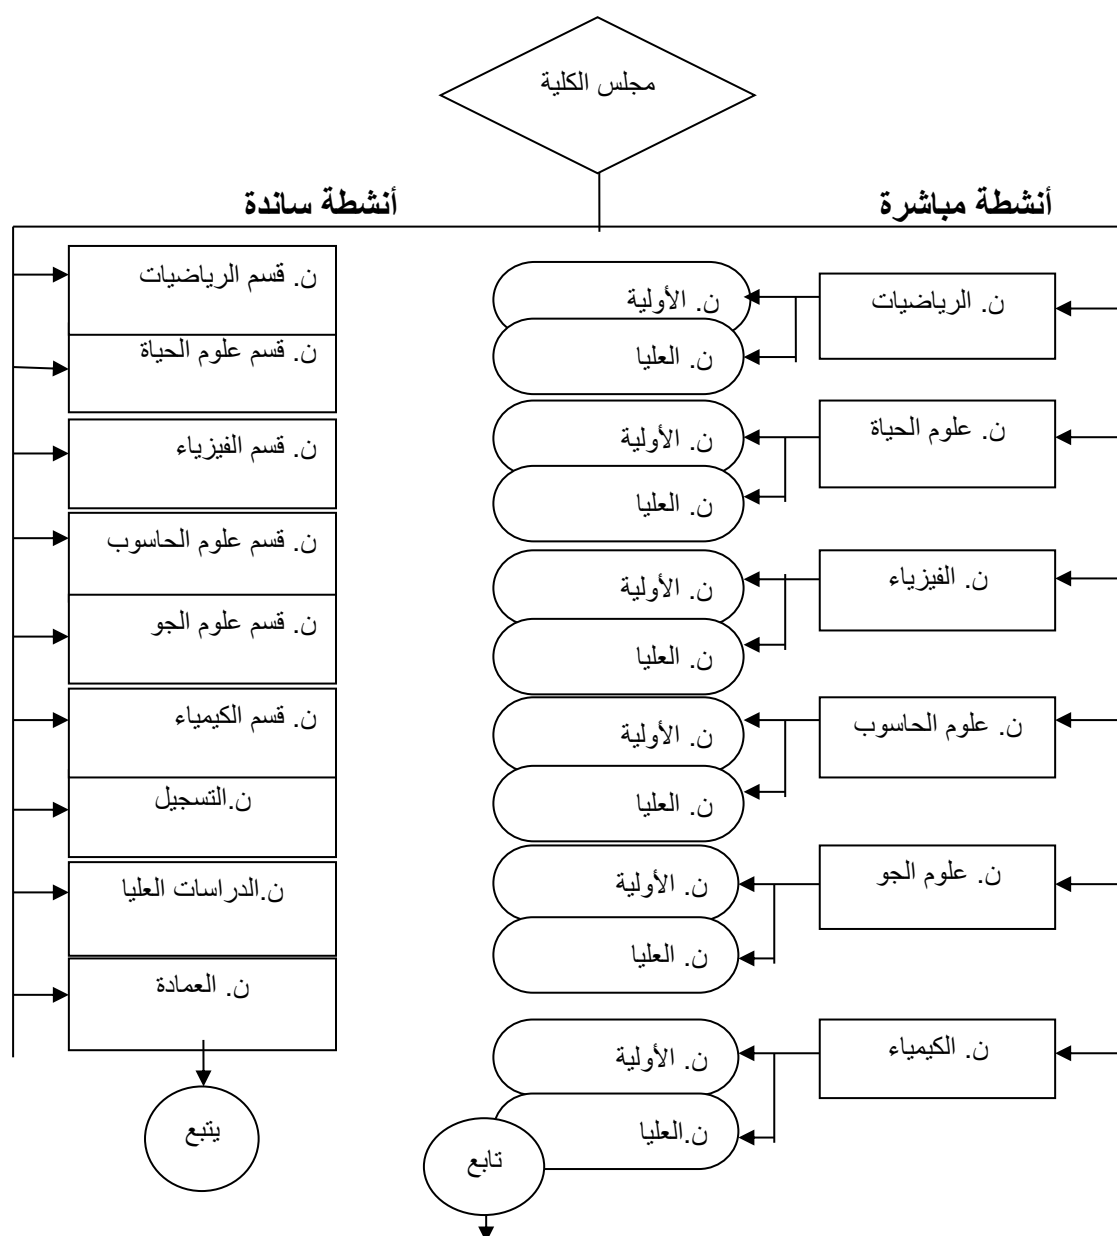 مجلس الكلية
أنشطة مباشرة
أنشطة ساندة
ن. الرياضيات
ن. الأولية
ن. العليا
ن. علوم الحياة
ن. الأولية
ن. العليا
ن. الفيزياء
ن. الأولية
ن. العليا
ن. علوم الحاسوب
ن. الأولية
ن. العليا
ن. علوم الجو
ن. الأولية
ن. العليا
ن. الكيمياء
ن. الأولية
ن.العليا
تابع
ن. قسم الرياضيات
ن. قسم علوم الحياة
ن. قسم الفيزياء
ن. قسم علوم الحاسوب
ن. قسم علوم الجو
ن. قسم الكيمياء
ن.التسجيل
ن.الدراسات العليا
ن. العمادة
يتبع